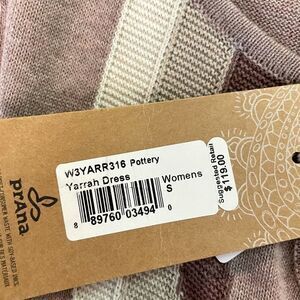 W3YARR316 Pottery
Yarrah Dress
Womens
S
8 89760 03494 0
Suggested Retail
$119.00
prAna